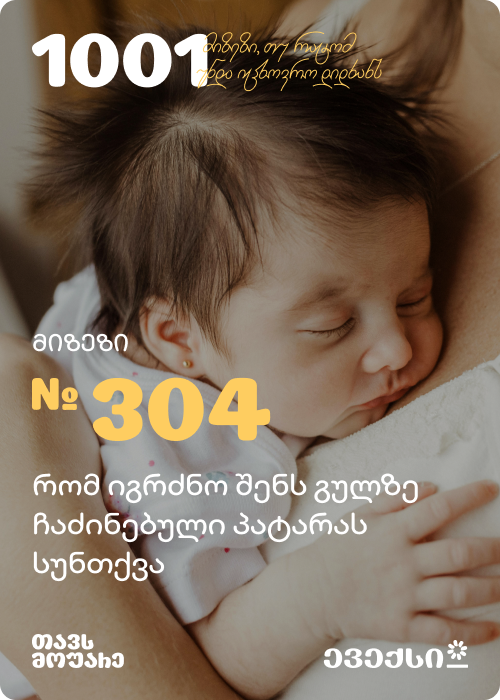 1001 მიზეზი, თუ რატომ
უნდა იცხოვრო დიდხანს
მიზეზი
№ 304
რომ იგრძნო შენს გულზე
ჩაძინებული პატარას
სუნთქვა
თავს
მოუარე
ევექსი